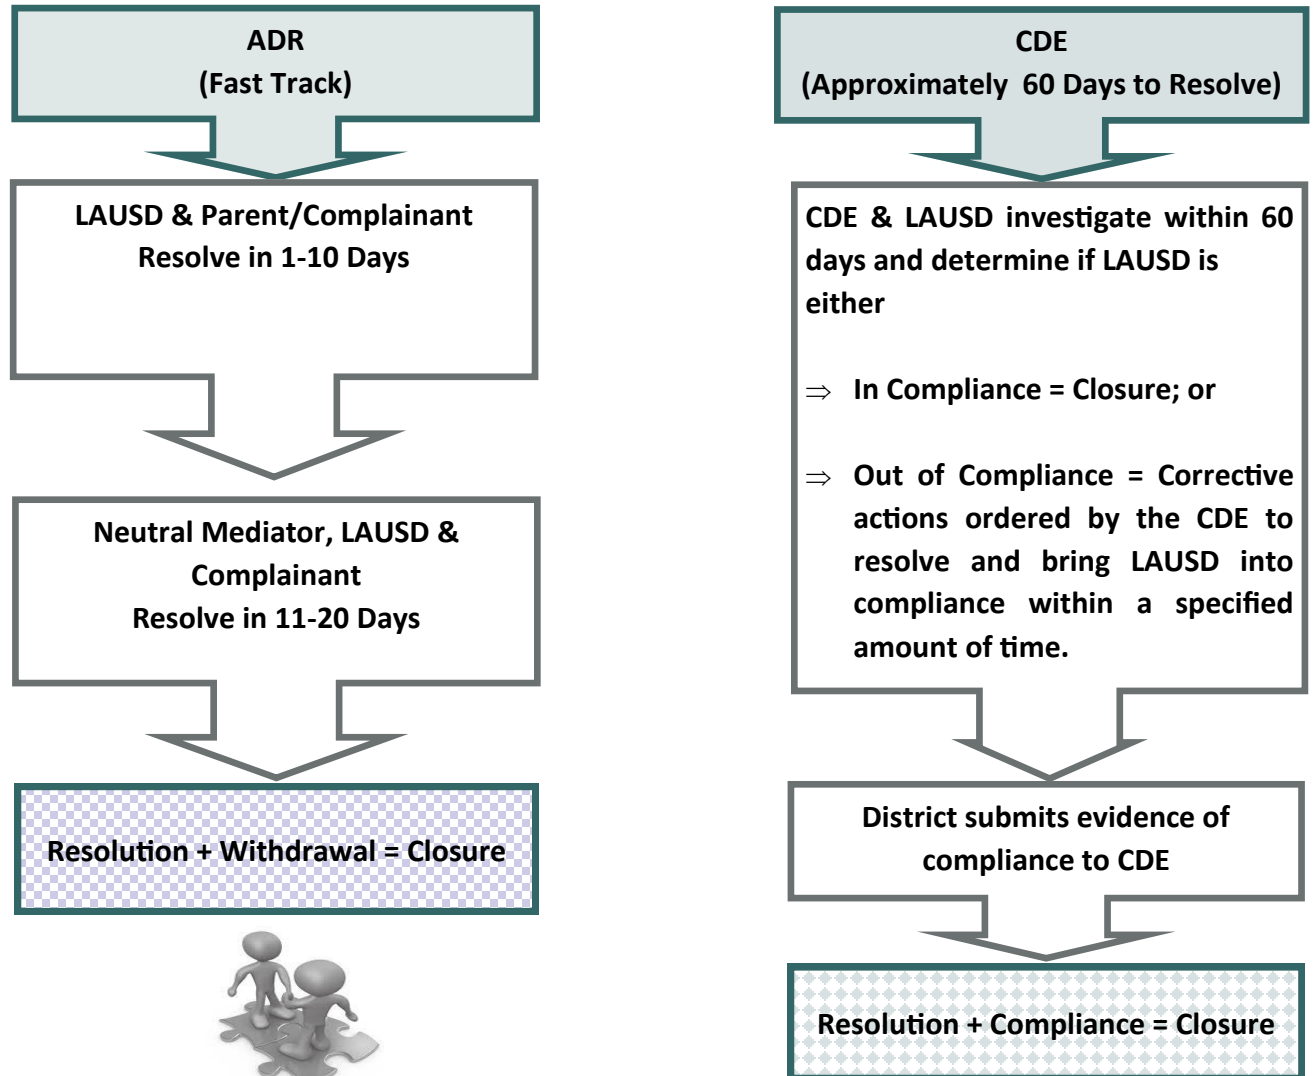 ADR
(Fast Track)
LAUSD & Parent/Complainant
Resolve in 1-10 Days
Neutral Mediator, LAUSD &
Complainant
Resolve in 11-20 Days
Resolution + Withdrawal = Closure
CDE
(Approximately  60 Days to Resolve)
CDE & LAUSD investigate within 60
days and determine if LAUSD is
either
⇒ In Compliance = Closure; or
⇒ Out of Compliance = Corrective
actions ordered by the CDE to
resolve and bring LAUSD into
compliance within a specified
amount of time.
District submits evidence of
compliance to CDE
Resolution + Compliance = Closure